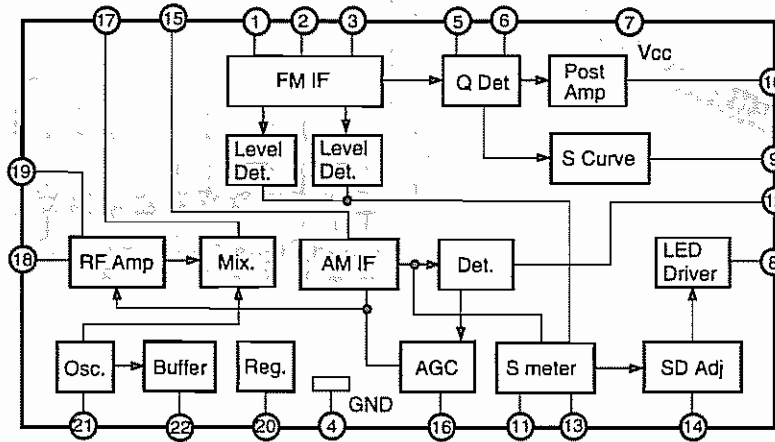 17
15
1
2
3
5
6
7
Vcc
FM IF
Q Det
Post
Amp
Level
Det.
Level
Det.
S Curve
9
19
18
RF Amp
Mix.
AM IF
Det.
LED
Driver
8
Osc.
Buffer
Reg.
GND
AGC
S meter
SD Adj
21
22
20
4
16
11
13
14